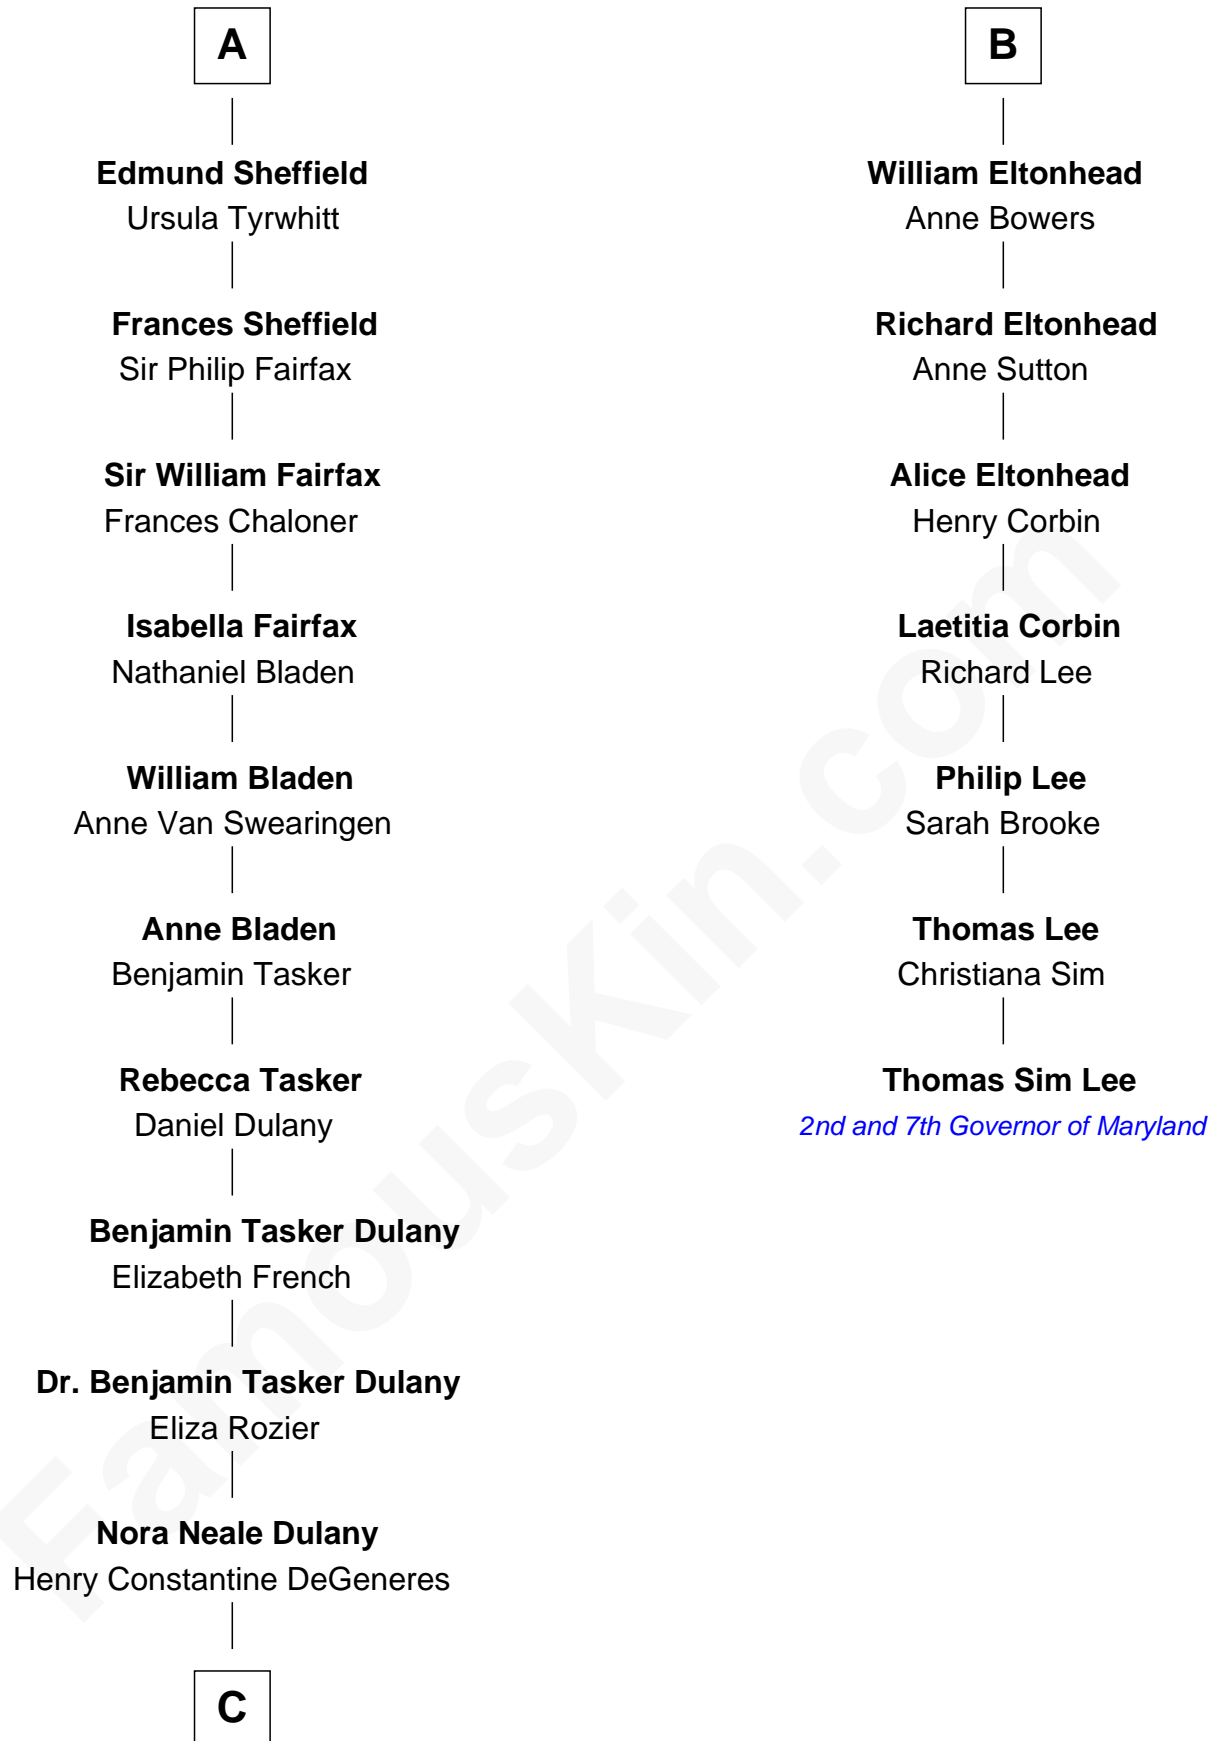 A
Edmund Sheffield
Ursula Tyrwhitt
Frances Sheffield
Sir Philip Fairfax
Sir William Fairfax
Frances Chaloner
Isabella Fairfax
Nathaniel Bladen
William Bladen
Anne Van Swearingen
Anne Bladen
Benjamin Tasker
Rebecca Tasker
Daniel Dulany
Benjamin Tasker Dulany
Elizabeth French
Dr. Benjamin Tasker Dulany
Eliza Rozier
Nora Neale Dulany
Henry Constantine DeGeneres
C
B
William Eltonhead
Anne Bowers
Richard Eltonhead
Anne Sutton
Alice Eltonhead
Henry Corbin
Laetitia Corbin
Richard Lee
Philip Lee
Sarah Brooke
Thomas Lee
Christiana Sim
Thomas Sim Lee
2nd and 7th Governor of Maryland
FamousKin.com